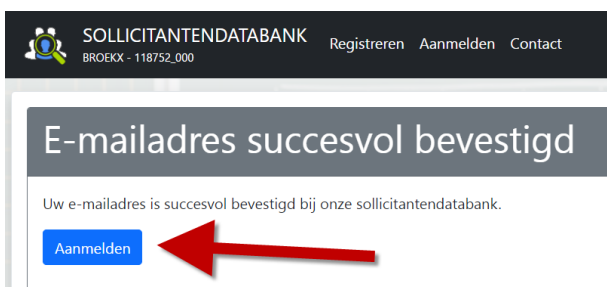 SOLLICITANTENDATABANK
BROEKX - 118752_000
Registreren Aanmelden Contact
E-mailadres succesvol bevestigd
Uw e-mailadres is succesvol bevestigd bij onze sollicitantendatabank.
Aanmelden